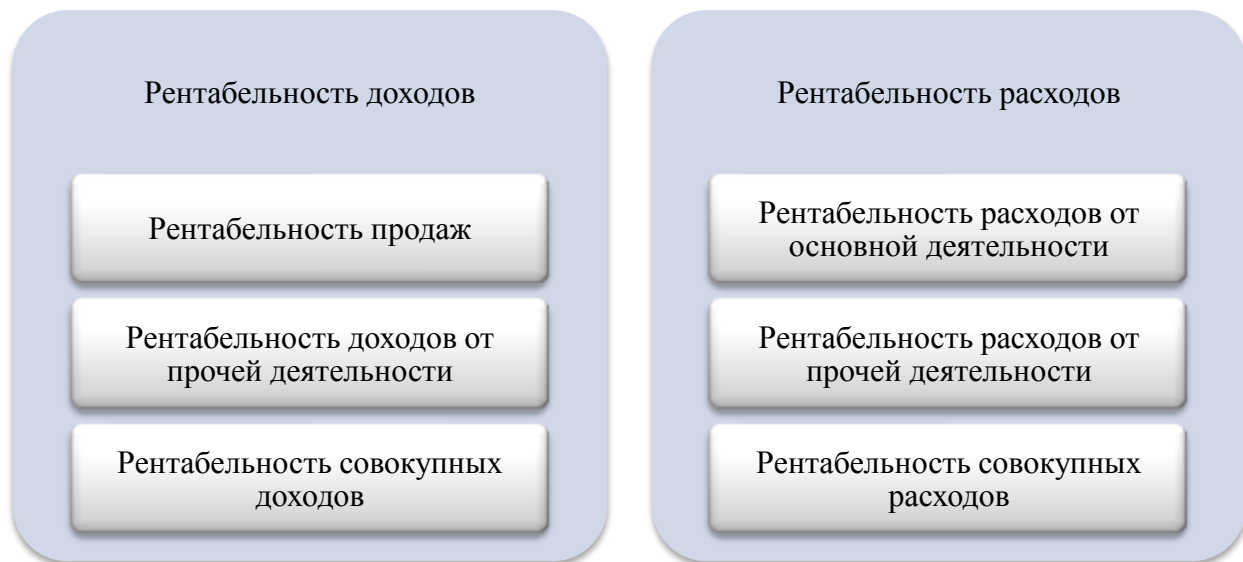 Рентабельность доходов
Рентабельность продаж
Рентабельность доходов от
прочей деятельности
Рентабельность совокупных
доходов
Рентабельность расходов
Рентабельность расходов от
основной деятельности
Рентабельность расходов от
прочей деятельности
Рентабельность совокупных
расходов